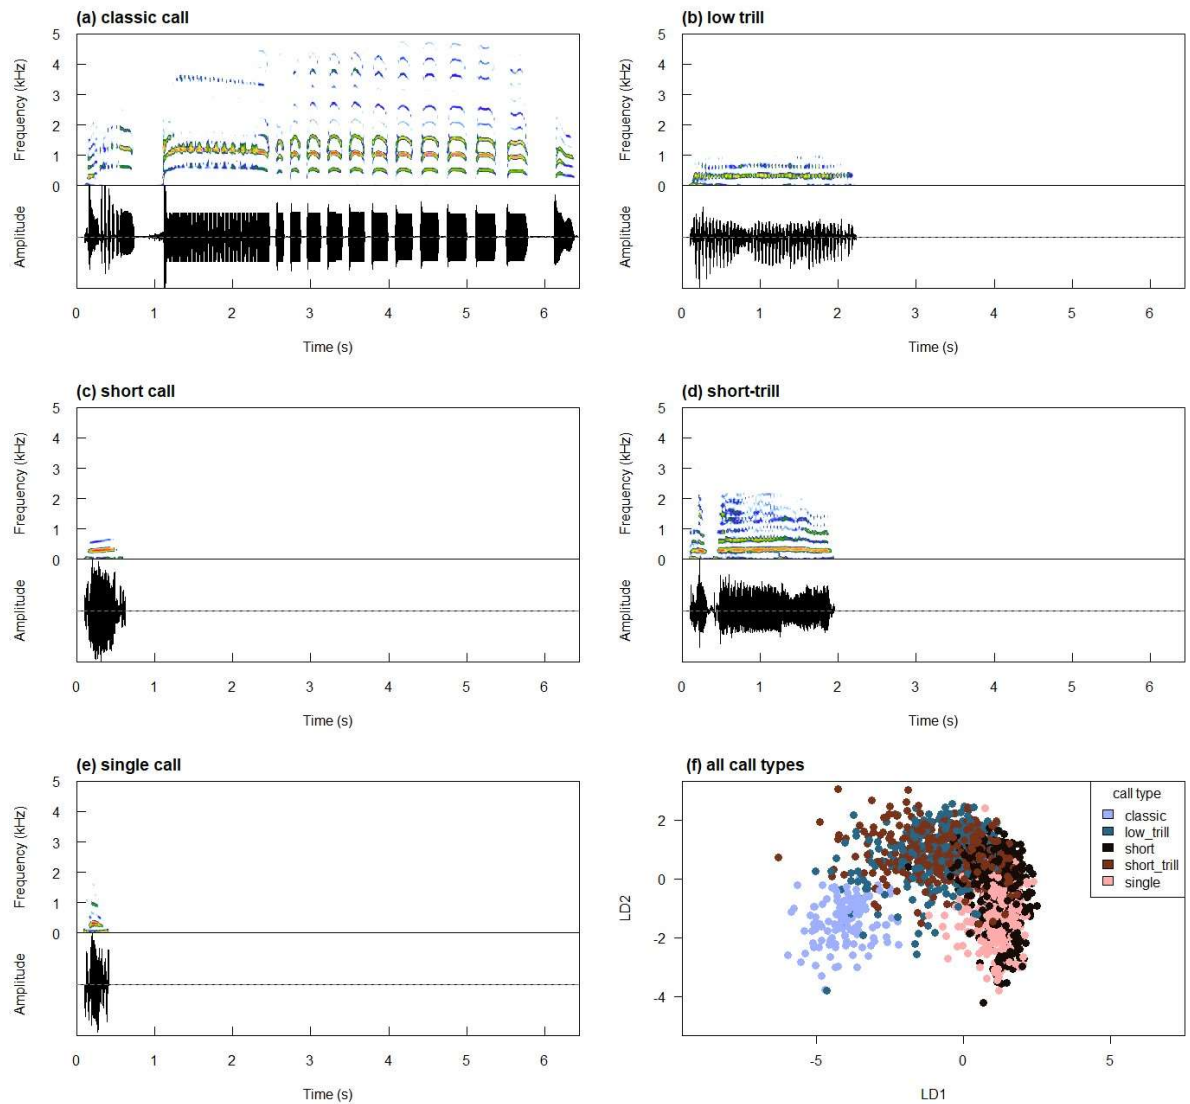 (a) classic call
5
4
3
2
1
0
Frequency (kHz)
Amplitude
0 1 2 3 4 5 6
Time (s)
(b) low trill
5
4
3
2
1
0
Frequency (kHz)
Amplitude
0 1 2 3 4 5 6
Time (s)
(c) short call
5
4
3
2
1
0
Frequency (kHz)
Amplitude
0 1 2 3 4 5 6
Time (s)
(d) short-trill
5
4
3
2
1
0
Frequency (kHz)
Amplitude
0 1 2 3 4 5 6
Time (s)
(e) single call
5
4
3
2
1
0
Frequency (kHz)
Amplitude
0 1 2 3 4 5 6
Time (s)
(f) all call types
call type
classic
low_trill
short
short_trill
single
2
0
-2
-4
LD2
-5 0 5
LD1